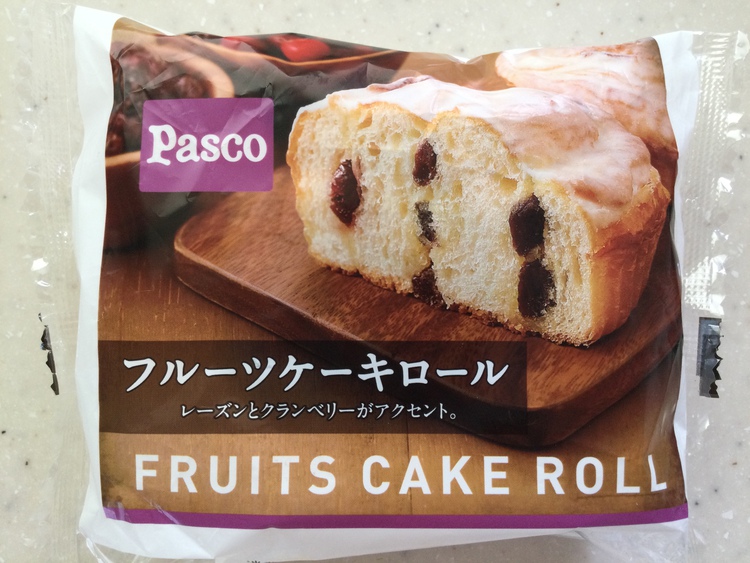 Pasco
フルーツケーキロール
レーズンとクランベリーがアクセント。
FRUITS CAKE ROLL